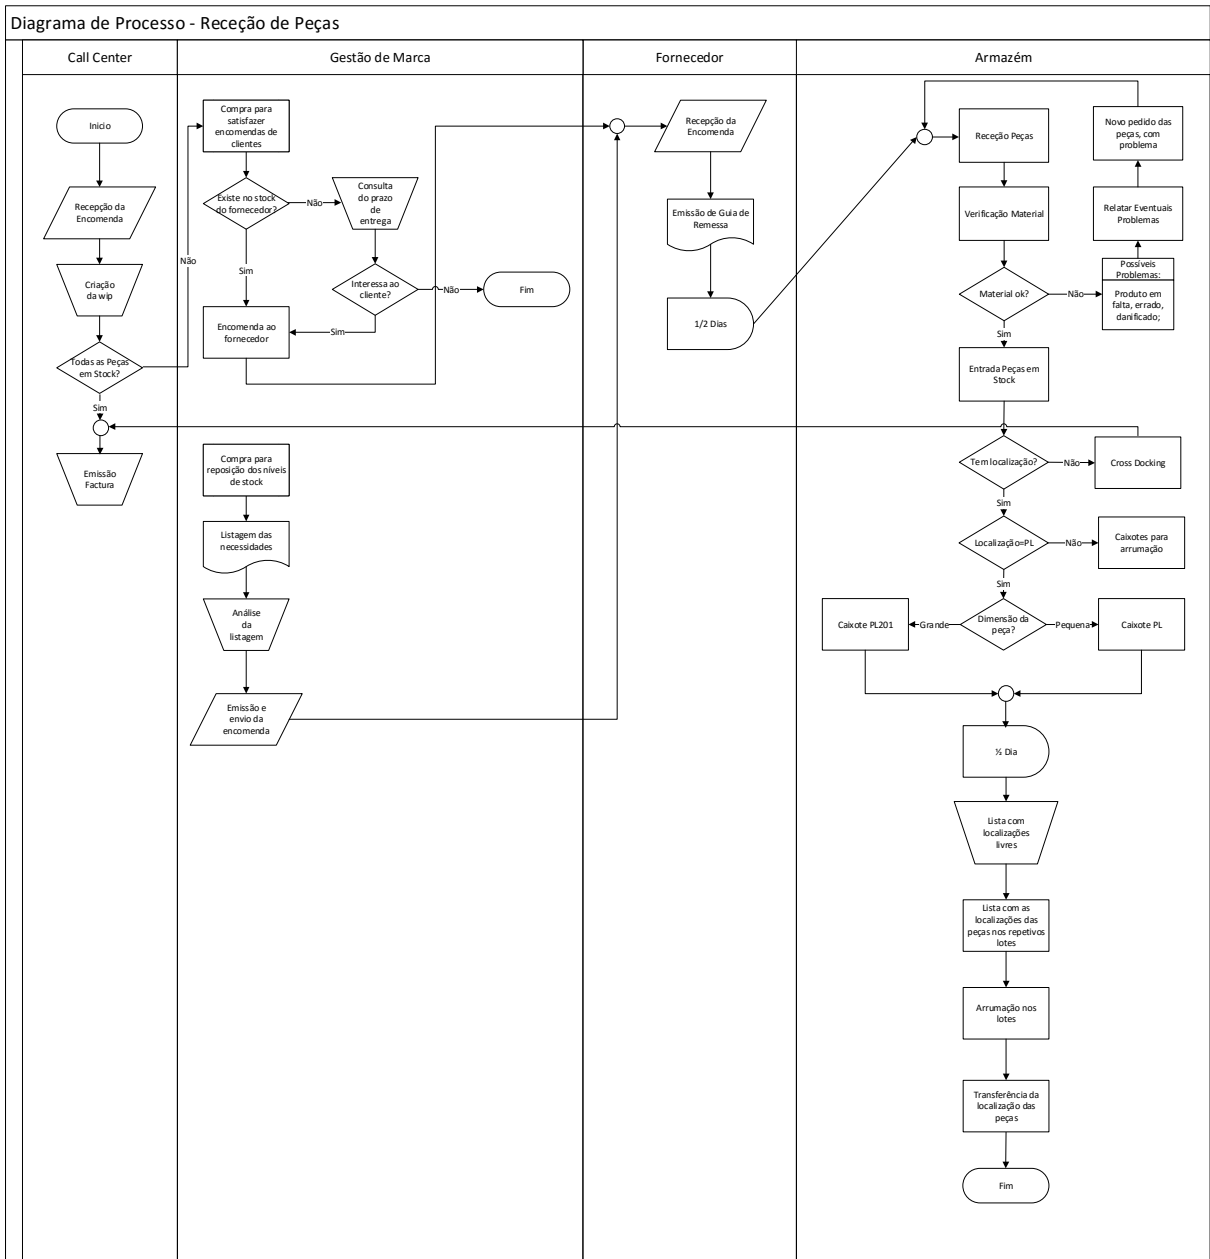 Diagrama de Processo - Receção de Peças
Call Center
Gestão de Marca
Fornecedor
Armazém
Inicio
Recepção da
Encomenda
Criação
da wip
Todas as Peças
em Stock?
Não
Sim
Emissão
Factura
Compra para
satisfazer
encomendas de
clientes
Existe no stock
do fornecedor?
Não
Consulta
do prazo
de
entrega
Sim
Interessa ao
cliente?
Não
Fim
Sim
Encomenda ao
fornecedor
Compra para
reposição dos níveis
de stock
Listagem das
necessidades
Análise
da
listagem
Emissão e
envio da
encomenda
Recepção da
Encomenda
Emissão de Guia de
Remessa
1/2 Dias
Receção Peças
Novo pedido das
peças, com
problema
Verificação Material
Relatar Eventuais
Problemas
Material ok?
Não
Possíveis
Problemas:
Produto em
falta, errado,
danificado;
Sim
Entrada Peças em
Stock
Tem localização?
Não
Cross Docking
Sim
Localização=PL
Não
Caixotes para
arrumação
Sim
Dimensão da
peça?
Grande
Caixote PL201
Pequena
Caixote PL
½ Dia
Lista com
localizações
livres
Lista com as
localizações das
peças nos repetivos
lotes
Arrumação nos
lotes
Transferência da
localização das
peças
Fim